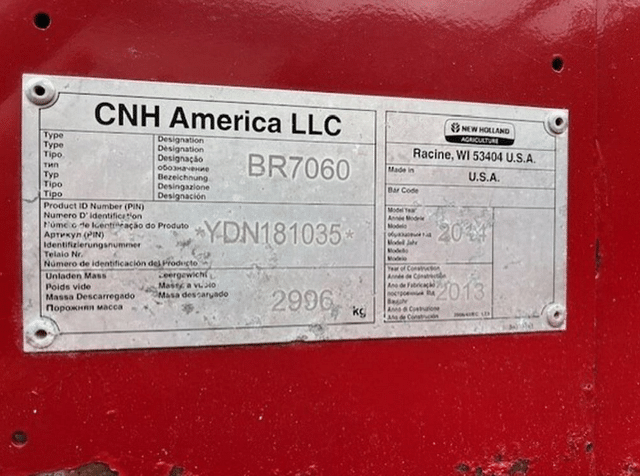 CNH America LLC
Type
Type
Tipo
тип
Typ
Tipo
Tipo
Designation
Designation
Designação
обозначение
Bezeichnung
Desingazione
Designación
BR7060
Product ID Number (PIN)
Numero D' identification
Número de Identificação do Produto
Артикул (PIN)
Identifizierungsnummer
Telaio Nr.
Número de identificación del Producto
*YDN181035*
Unladen Mass
Poids vide
Massa Descarregado
Порожняя масса
Leergewicht
Massa a vuoto
Masa descargado
2996
kg
NEW HOLLAND
AGRICULTURE
Racine, WI 53404 U.S.A.
Made in
U.S.A.
Bar Code
Model Year
Année Modèle
Modelo
Modell Jahr
Modello
Modelo
2014
Year of Construction
Année de Construction
Ano de Fabricação
Baujahr
Anno di Costruzione
Año de Construcción
2013